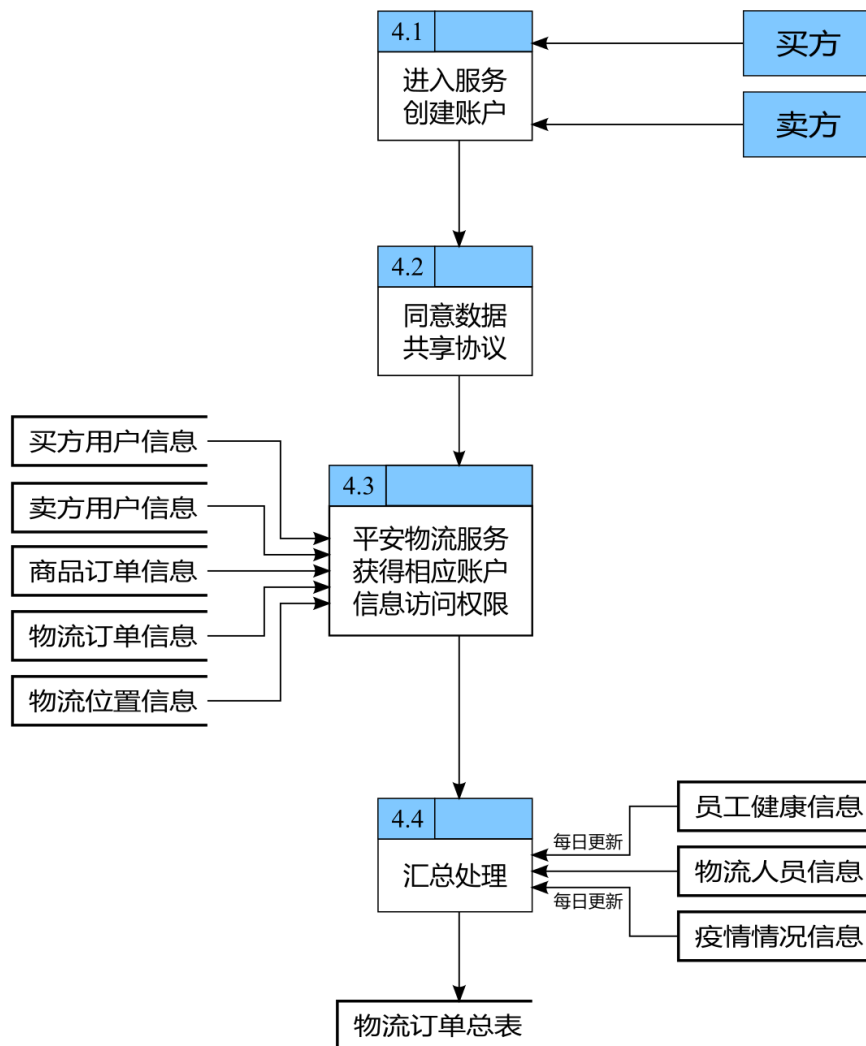 4.1
买方
进入服务
创建账户
卖方
4.2
同意数据
共享协议
买方用户信息
卖方用户信息
商品订单信息
物流订单信息
物流位置信息
4.3
平安物流服务
获得相应账户
信息访问权限
4.4
汇总处理
每日更新
每日更新
员工健康信息
物流人员信息
疫情情况信息
物流订单总表